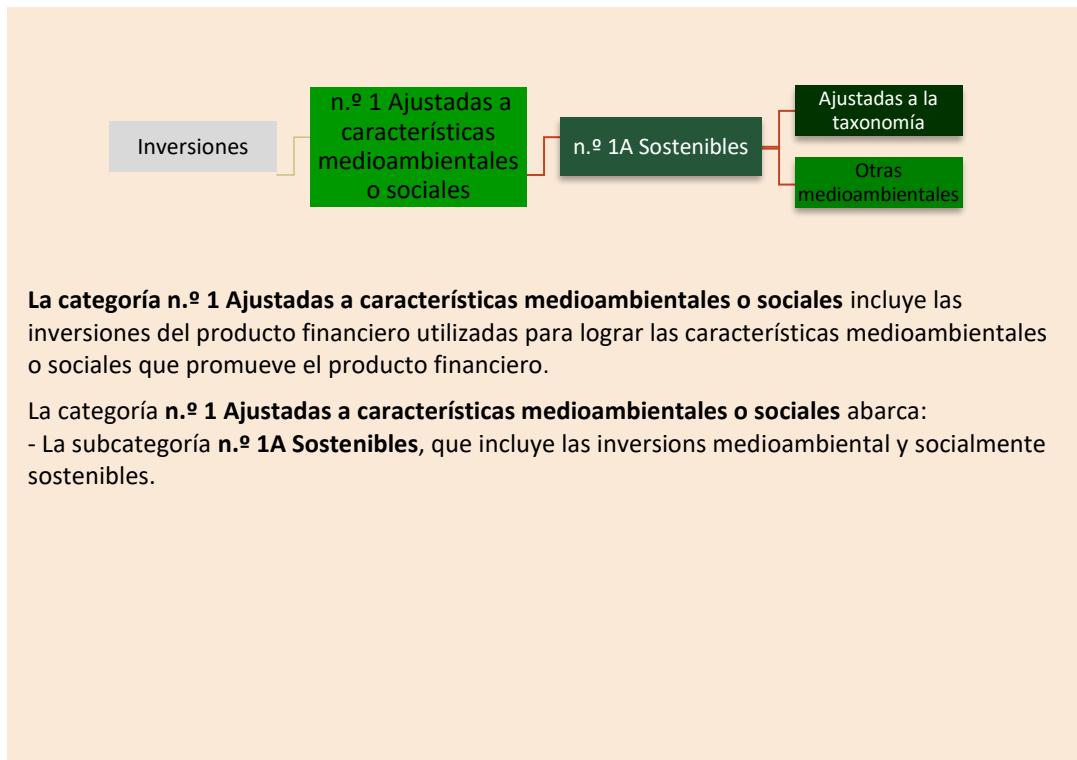 Inversiones
n.º 1 Ajustadas a
características
medioambientales
o sociales
n.º 1A Sostenibles
Ajustadas a la
taxonomía
Otras
medioambientales
La categoría n.º 1 Ajustadas a características medioambientales o sociales incluye las
inversiones del producto financiero utilizadas para lograr las características medioambientales
o sociales que promueve el producto financiero.
La categoría n.º 1 Ajustadas a características medioambientales o sociales abarca:
- La subcategoría n.º 1A Sostenibles, que incluye las inversions medioambiental y socialmente
sostenibles.